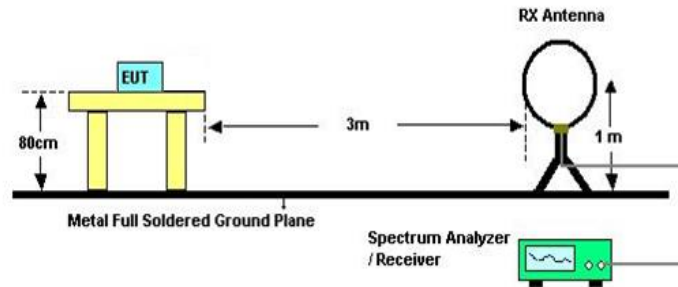 RX Antenna
EUT
3m
80cm
1 m
Metal Full Soldered Ground Plane
Spectrum Analyzer
/ Receiver